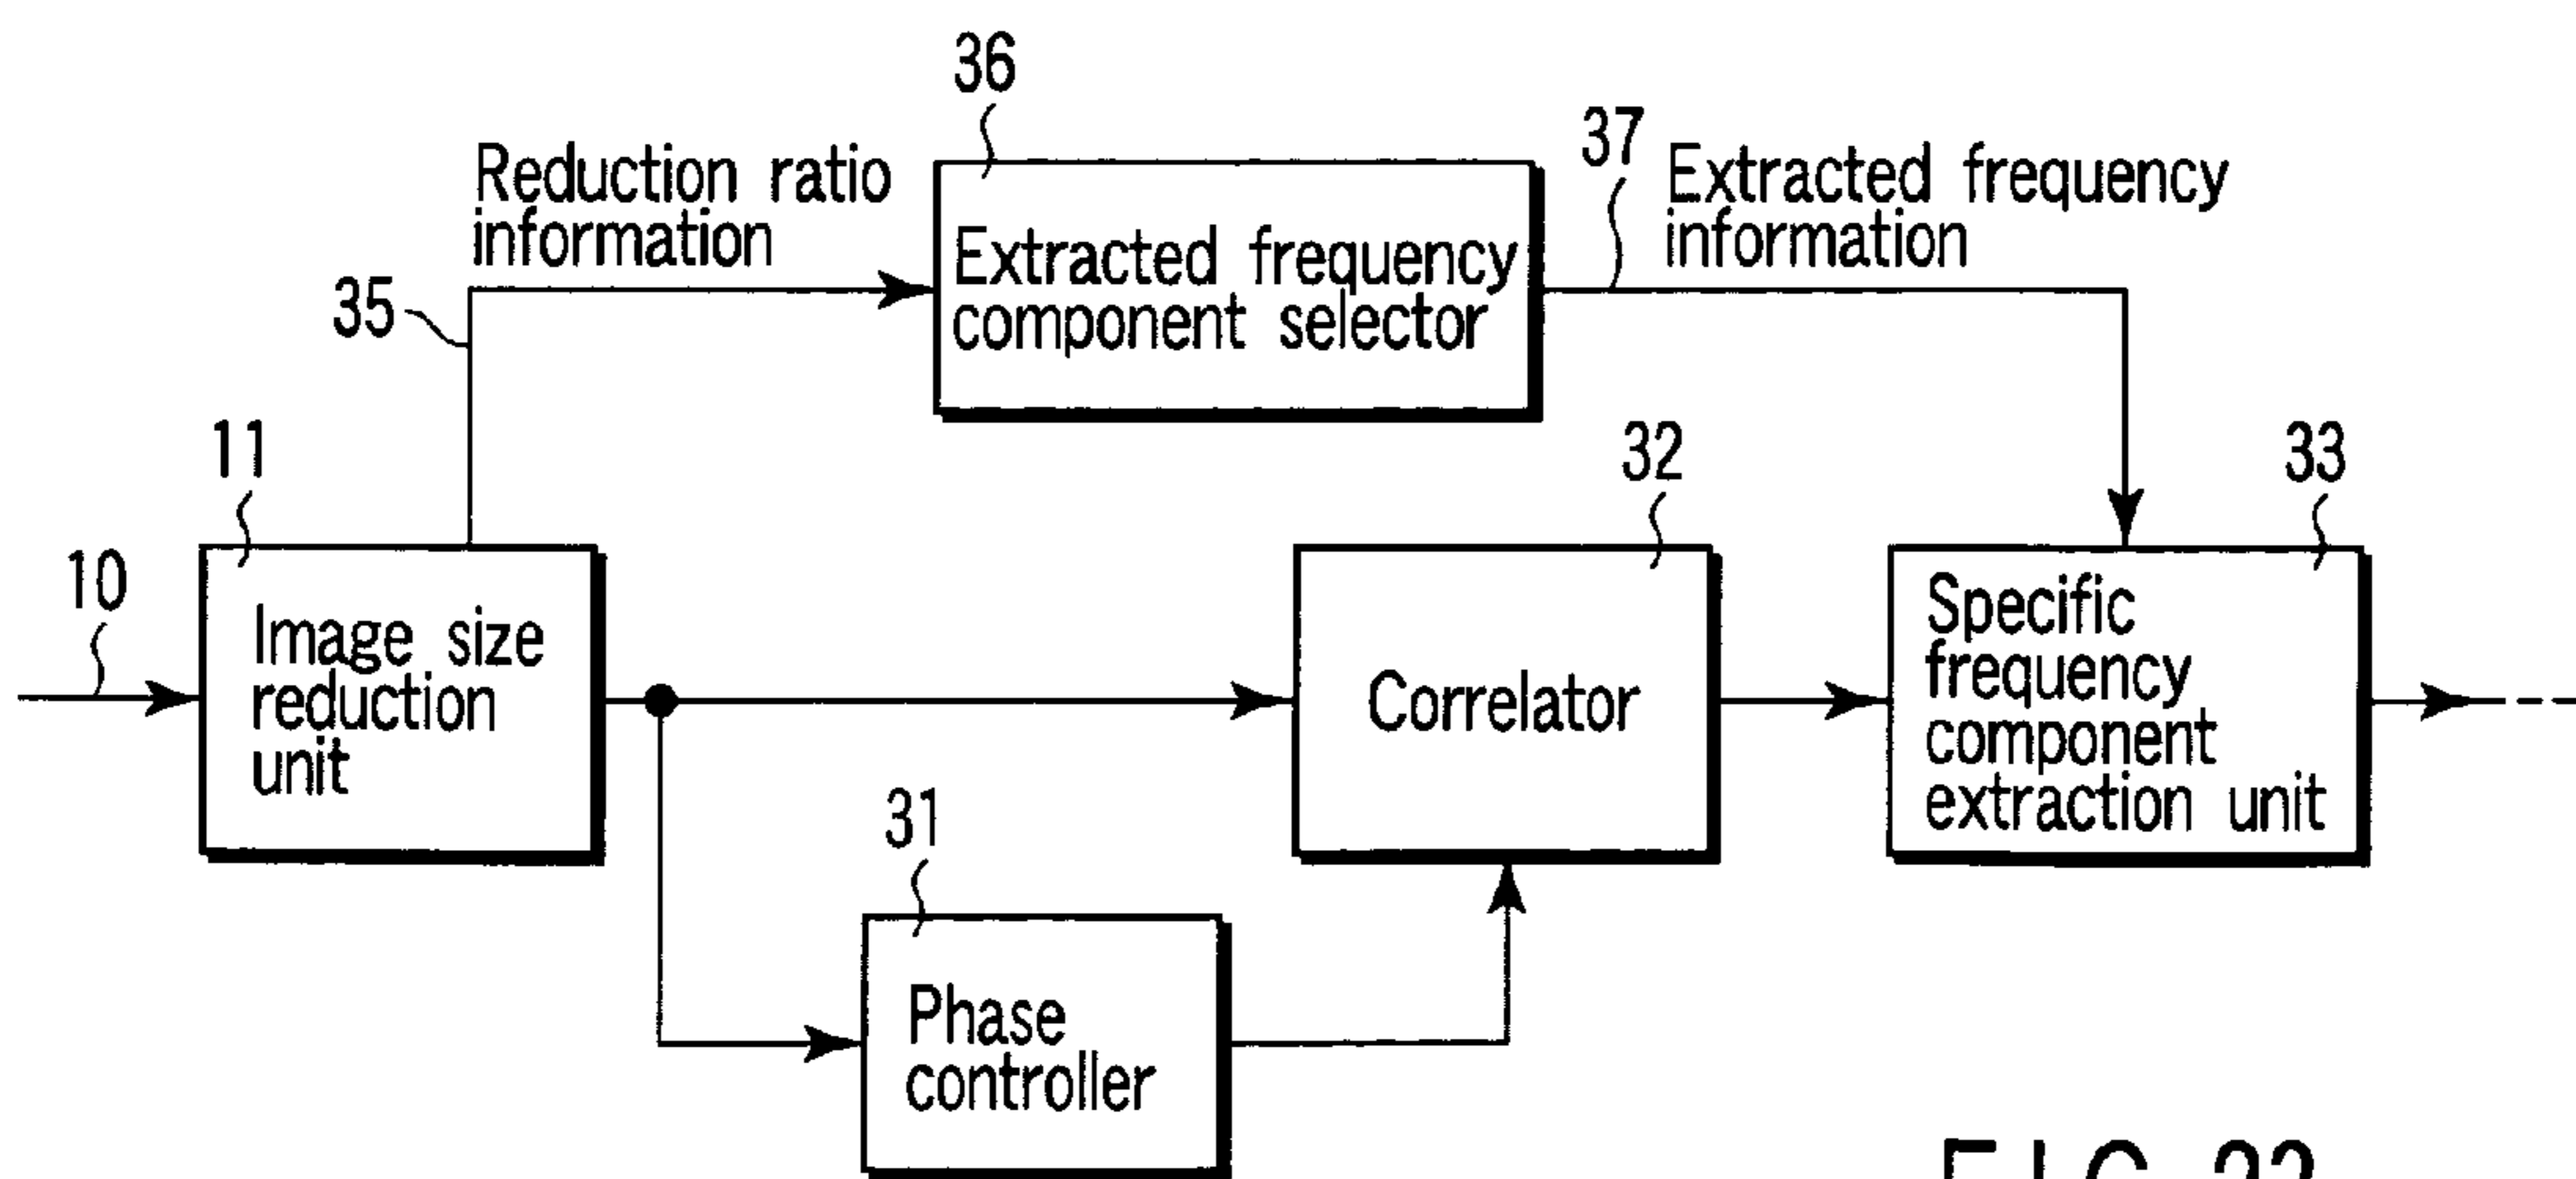 36
37
Reduction ratio
information
Extracted frequency
information
Extracted frequency
component selector
35
11
32
33
10
Image size
reduction
unit
Correlator
Specific
frequency
component
extraction unit
31
Phase
controller